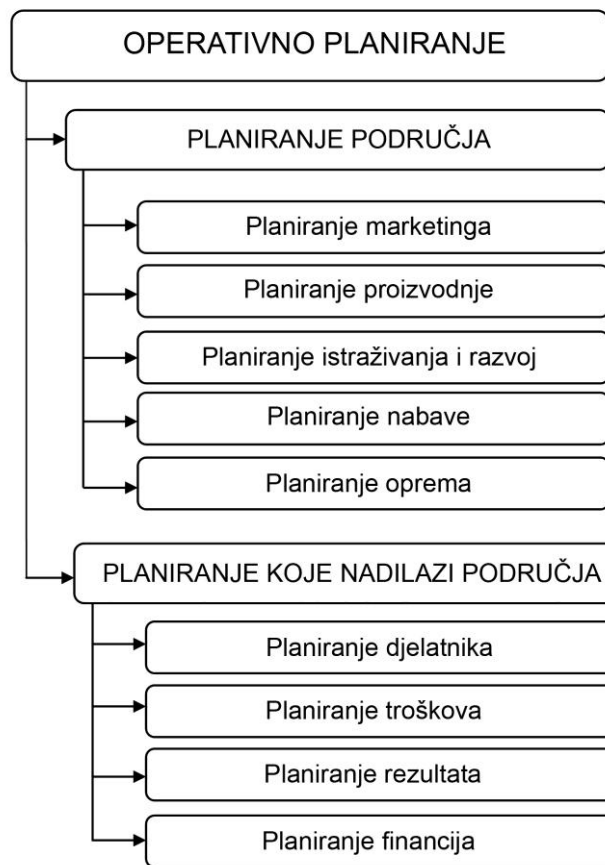 OPERATIVNO PLANIRANJE
PLANIRANJE PODRUČJA
Planiranje marketinga
Planiranje proizvodnje
Planiranje istraživanja i razvoj
Planiranje nabave
Planiranje oprema
PLANIRANJE KOJE NADILAZI PODRUČJA
Planiranje djelatnika
Planiranje troškova
Planiranje rezultata
Planiranje financija